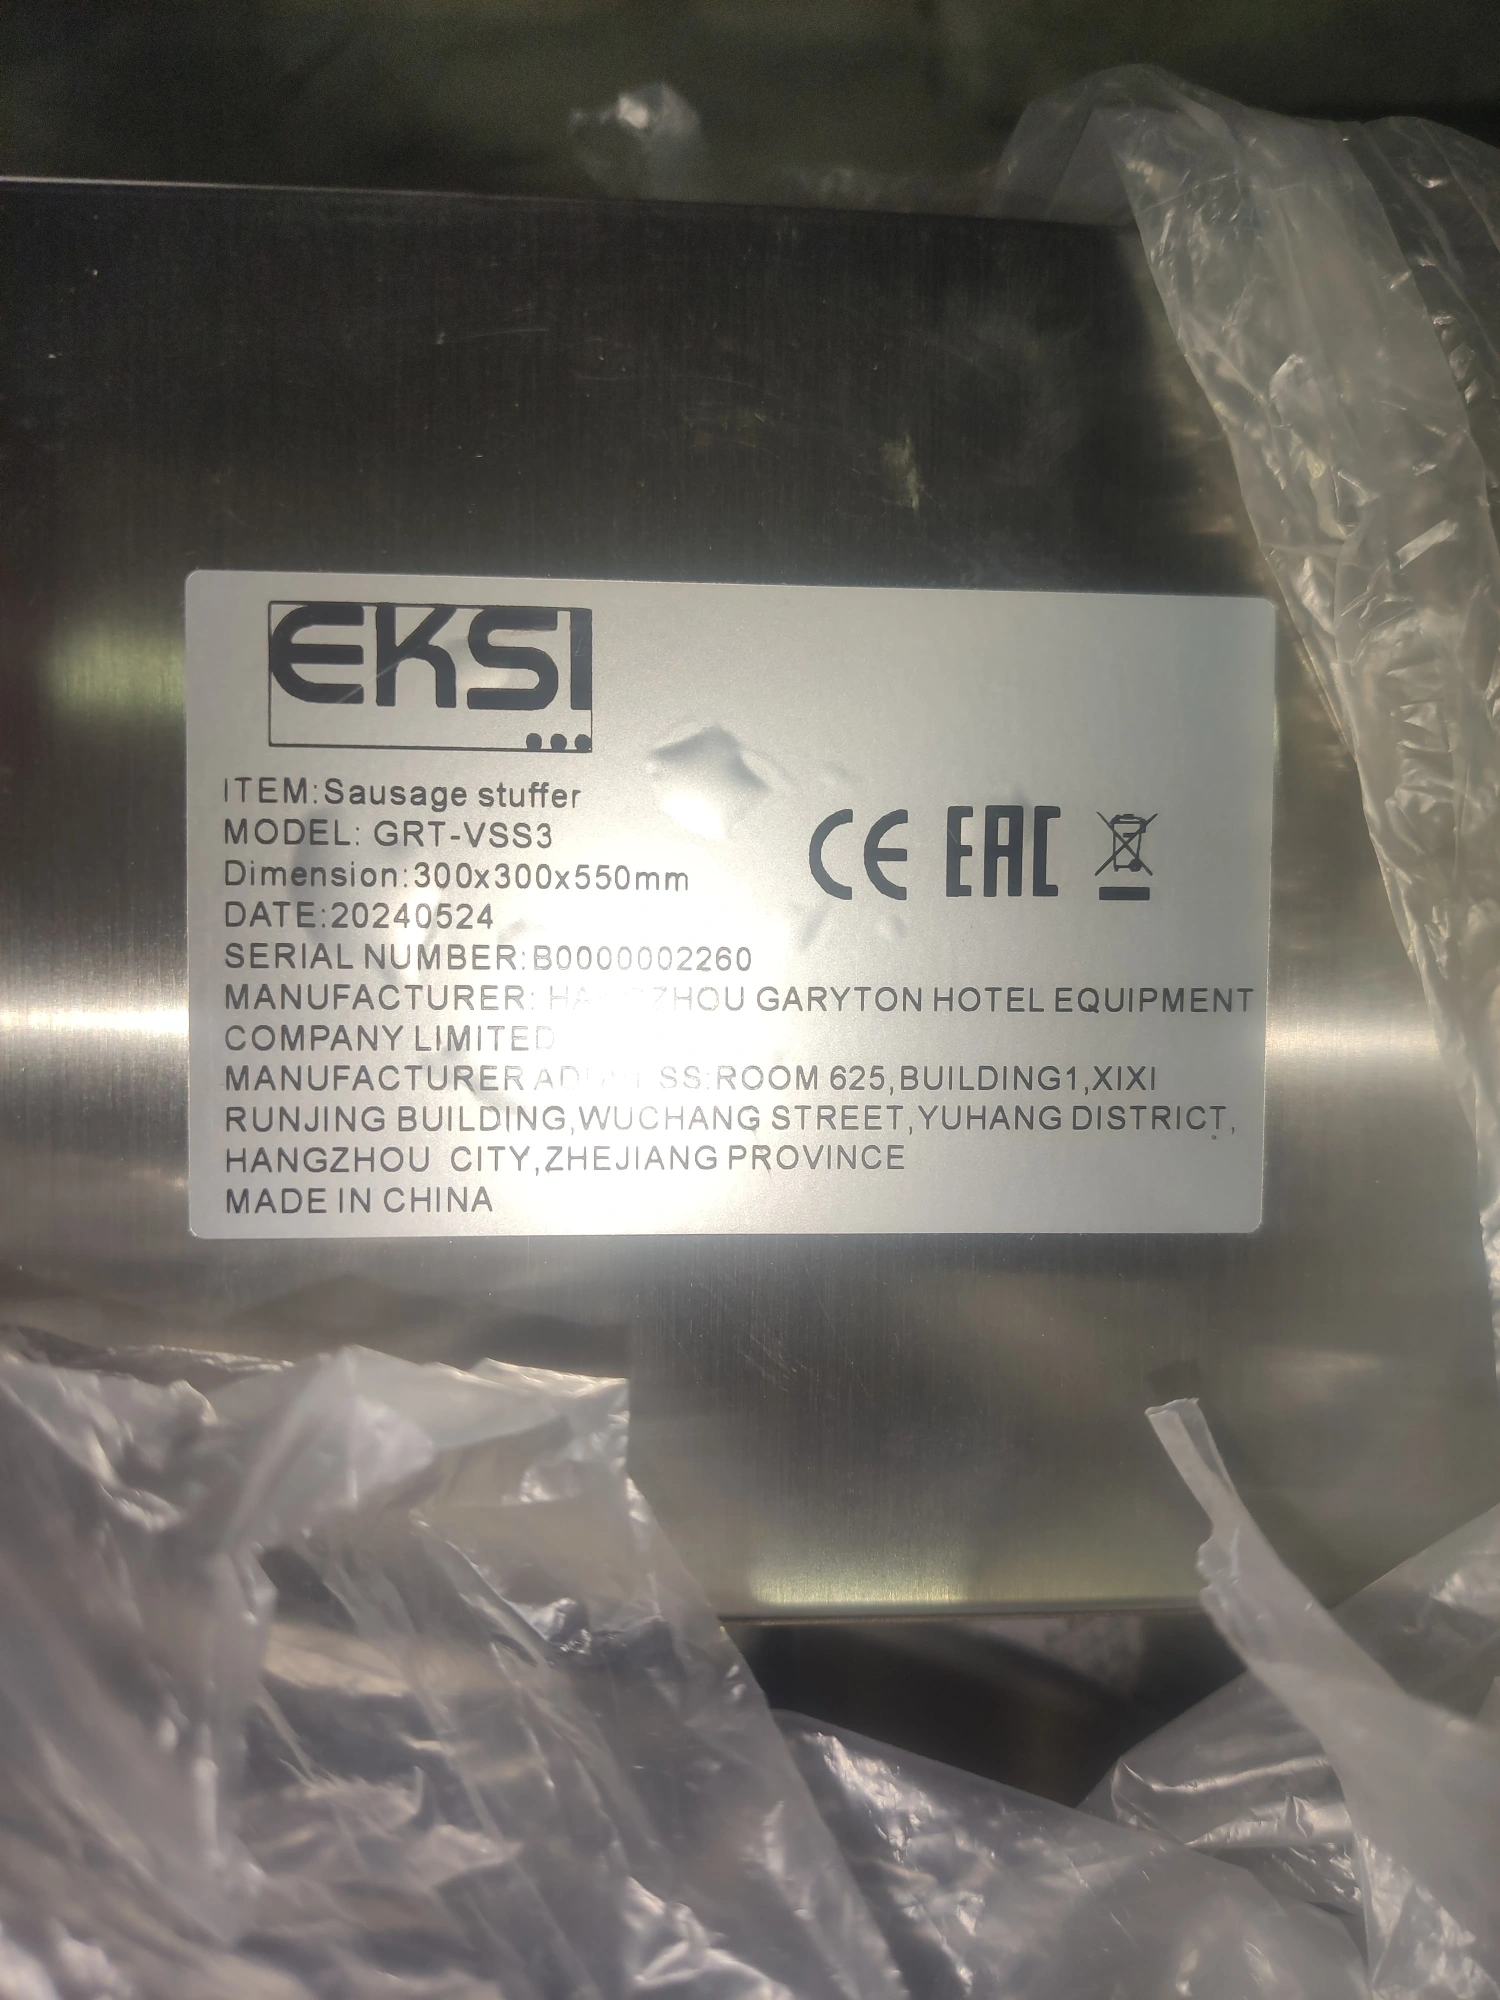 EKSI
ITEM:Sausage stuffer
MODEL: GRT-VSS3
Dimension:300x300x550mm
CE EAC
DATE:20240524
SERIAL NUMBER:B0000002260
MANUFACTURER: HANGZHOU GARYTON HOTEL EQUIPMENT
COMPANY LIMITED
MANUFACTURER ADDRESS:ROOM 625,BUILDING1,XIXI
RUNJING BUILDING,WUCHANG STREET,YUHANG DISTRICT,
HANGZHOU CITY,ZHEJIANG PROVINCE
MADE IN CHINA